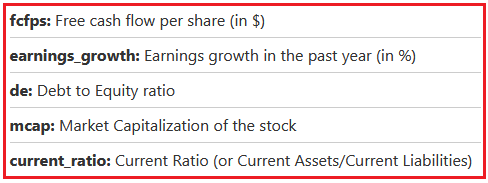 fcfps: Free cash flow per share (in $)
earnings_growth: Earnings growth in the past year (in %)
de: Debt to Equity ratio
mcap: Market Capitalization of the stock
current_ratio: Current Ratio (or Current Assets/Current Liabilities)